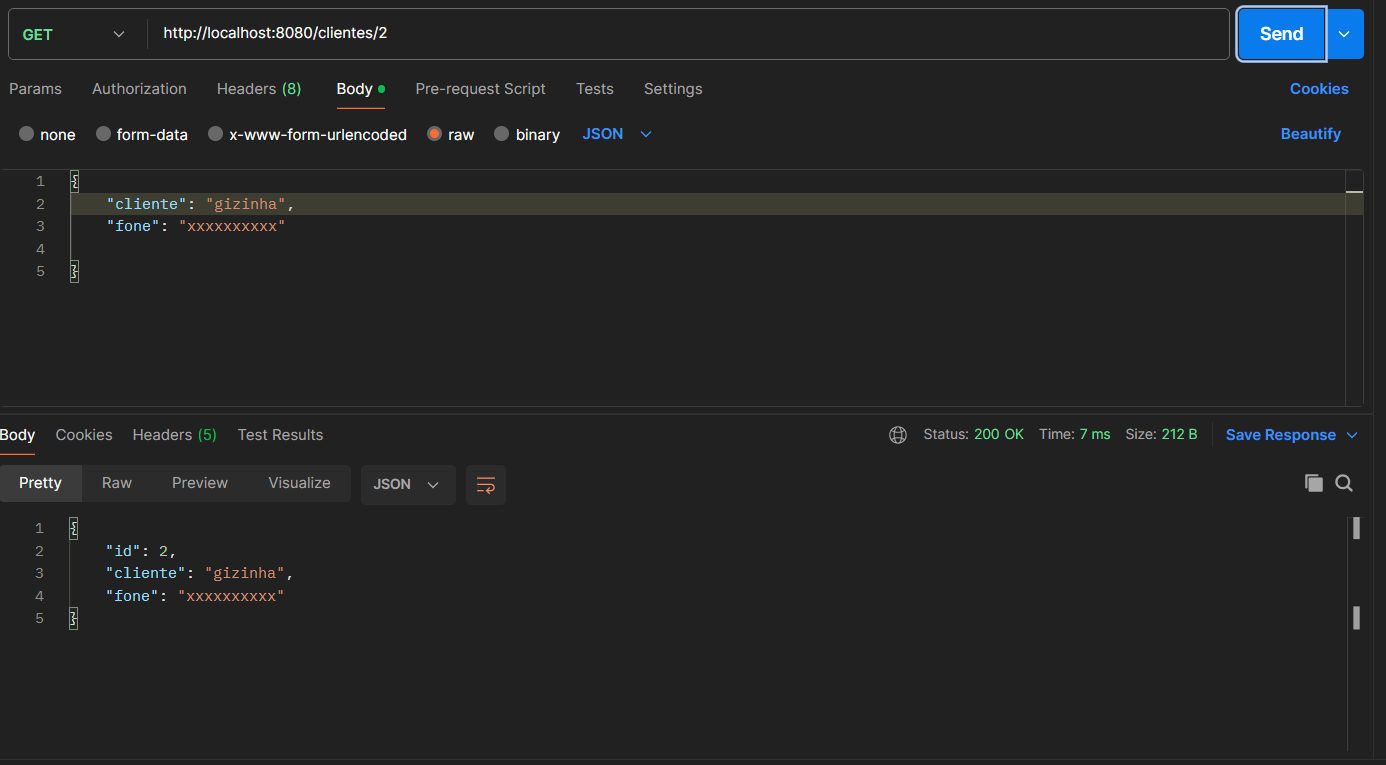 GET http://localhost:8080/clientes/2 Send
Params Authorization Headers (8) Body Pre-request Script Tests Settings Cookies
none form-data x-www-form-urlencoded raw binary JSON Beautify
1 {
2 "cliente": "gizinha",
3 "fone": "xxxxxxxxxx"
4
5 }
Body Cookies Headers (5) Test Results Status: 200 OK Time: 7 ms Size: 212 B Save Response
Pretty Raw Preview Visualize JSON
1 {
2 "id": 2,
3 "cliente": "gizinha",
4 "fone": "xxxxxxxxxx"
5 }